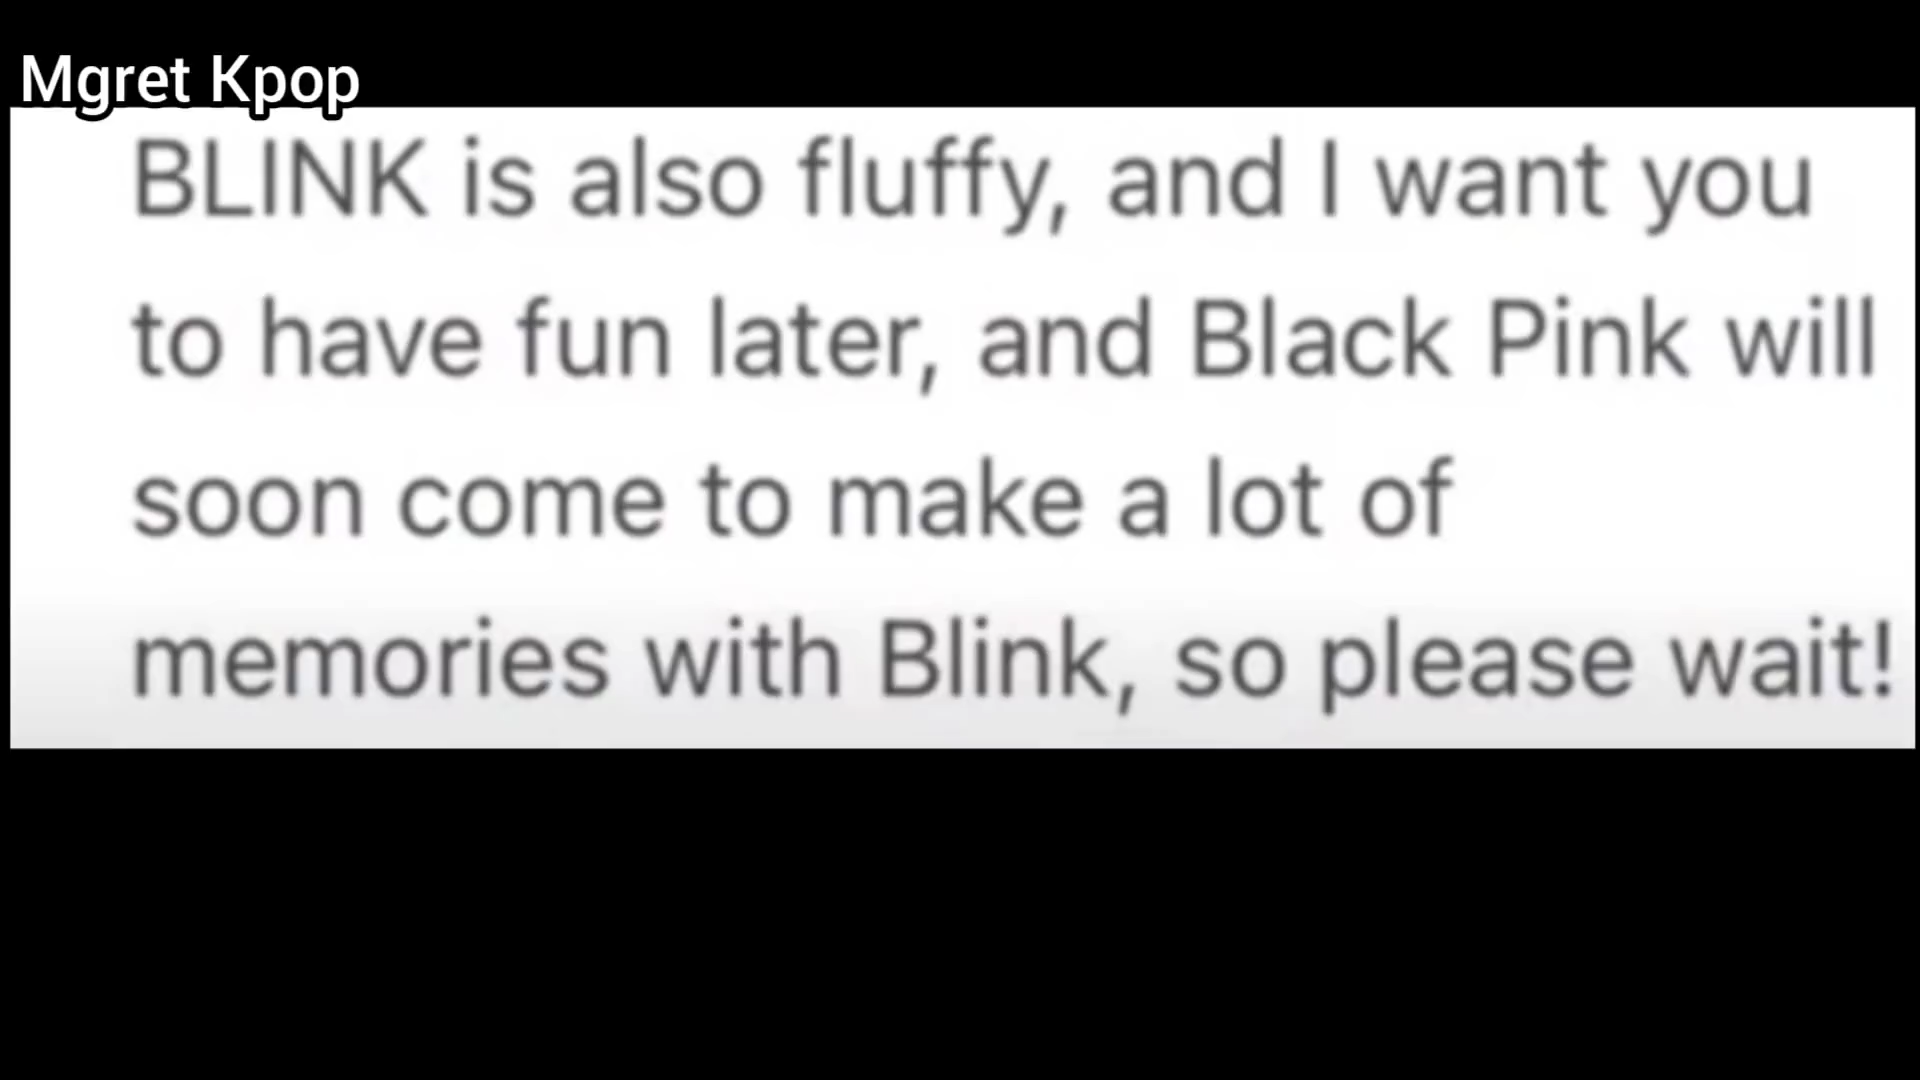 Mgret Kpop
BLINK is also fluffy, and I want you
to have fun later, and Black Pink will
soon come to make a lot of
memories with Blink, so please wait!